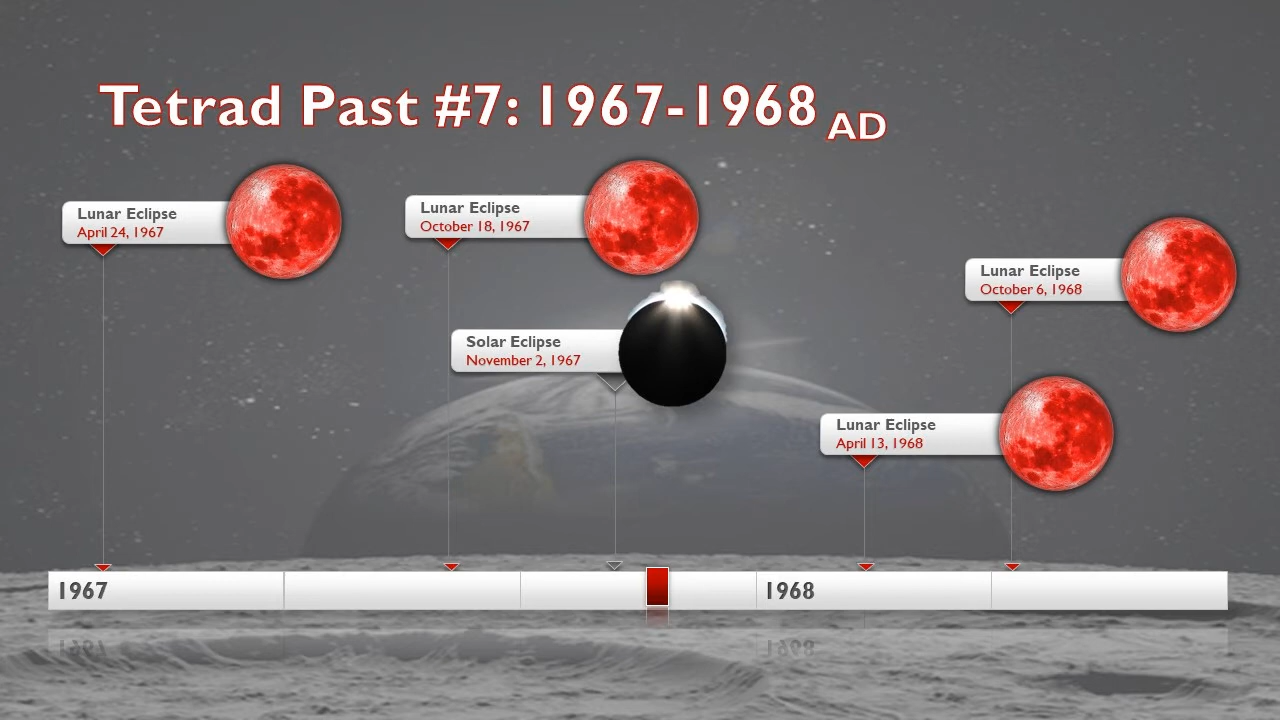 Tetrad Past #7: 1967-1968 AD
Lunar Eclipse
April 24, 1967
Lunar Eclipse
October 18, 1967
Solar Eclipse
November 2, 1967
Lunar Eclipse
October 6, 1968
Lunar Eclipse
April 13, 1968
1967
1968